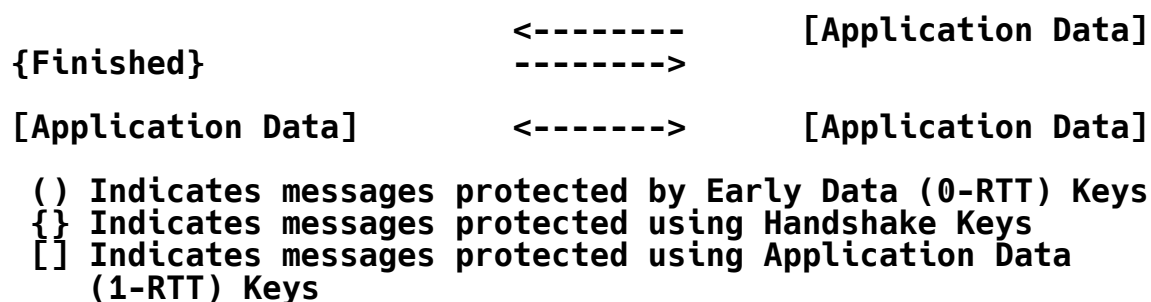 <--------        [Application Data]
{Finished}                -------->
[Application Data]        <------->      [Application Data]
() Indicates messages protected by Early Data (0-RTT) Keys
{} Indicates messages protected using Handshake Keys
[] Indicates messages protected using Application Data
(1-RTT) Keys